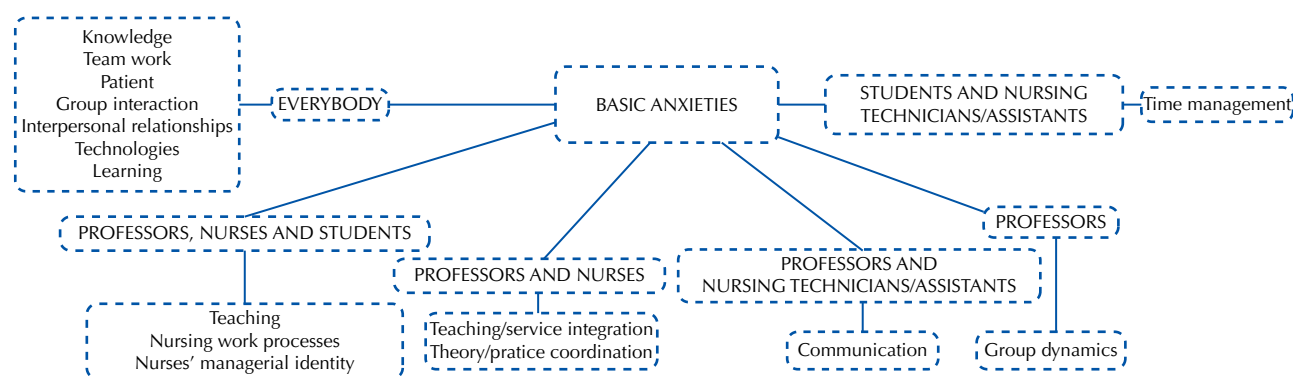 Knowledge
Team work
Patient
Group interaction
Interpersonal relationships
Technologies
Learning
EVERYBODY
BASIC ANXIETIES
STUDENTS AND NURSING
TECHNICIANS/ASSISTANTS
Time management
PROFESSORS, NURSES AND STUDENTS
Teaching
Nursing work processes
Nurses’ managerial identity
PROFESSORS AND NURSES
Teaching/service integration
Theory/pratice coordination
PROFESSORS AND
NURSING TECHNICIANS/ASSISTANTS
Communication
PROFESSORS
Group dynamics